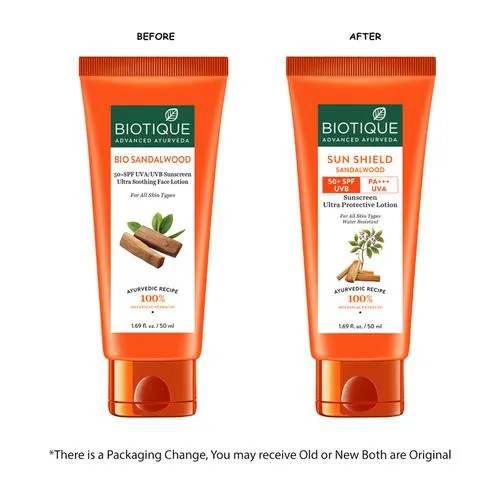 BEFORE
AFTER
BIOTIQUE
ADVANCED AYURVEDA
BIO SANDALWOOD
50+SPF UVA/UVB Sunscreen
Ultra Soothing Face Lotion
For All Skin Types
AYURVEDIC RECIPE
100%
BOTANICAL EXTRACTS
1.69 fl. oz. / 50 ml
BIOTIQUE
ADVANCED AYURVEDA
SUN SHIELD
SANDALWOOD
50+ SPF PA+++
UVB UVA
Sunscreen
Ultra Protective Lotion
For All Skin Types
Water Resistant
AYURVEDIC RECIPE
100%
BOTANICAL EXTRACTS
1.69 fl. oz. / 50 ml
*There is a Packaging Change, You may receive Old or New Both are Original